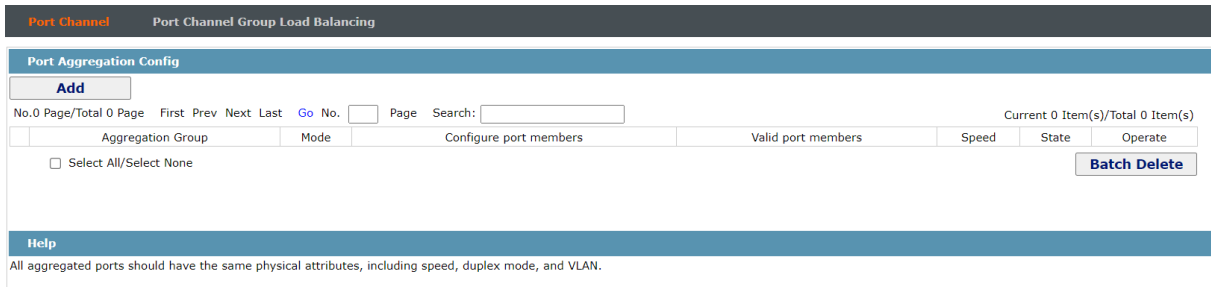 Port Channel Port Channel Group Load Balancing
Port Aggregation Config
Add
No.0 Page/Total 0 Page First Prev Next Last Go No. Page Search: Current 0 Item(s)/Total 0 Item(s)
Aggregation Group Mode Configure port members Valid port members Speed State Operate
Select All/Select None Batch Delete
Help
All aggregated ports should have the same physical attributes, including speed, duplex mode, and VLAN.